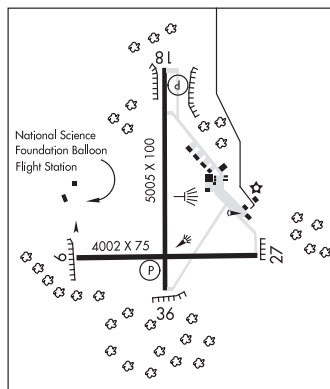 18
P
National Science
Foundation Balloon
Flight Station
5005 X 100
4002 X 75
9
27
P
36